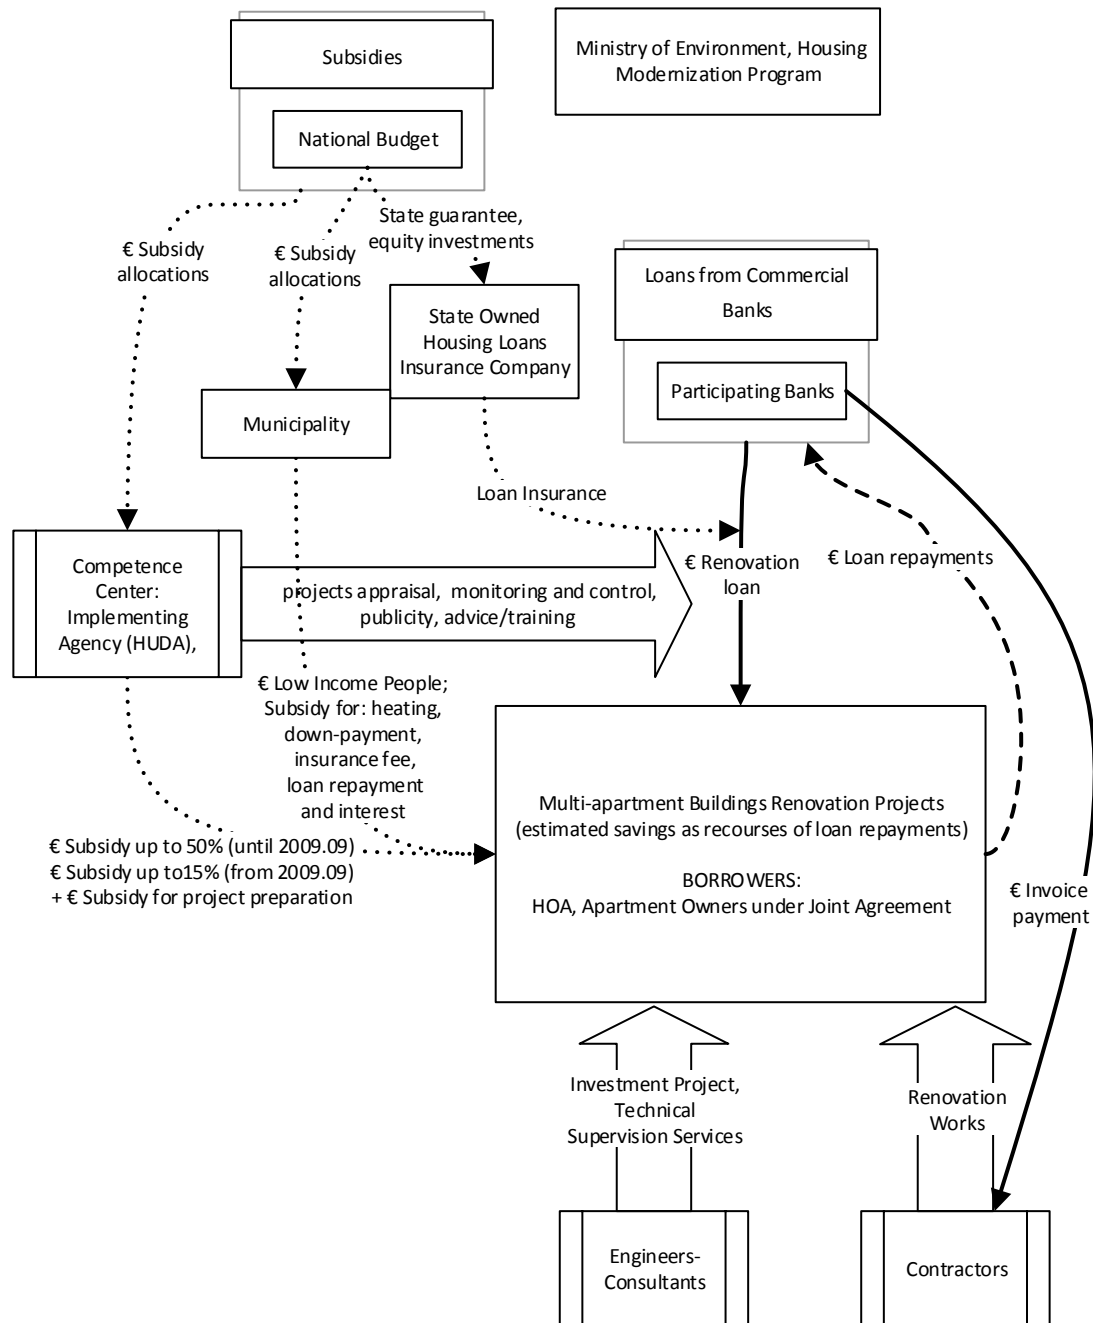 Subsidies
Ministry of Environment, Housing
Modernization Program
National Budget
State guarantee,
equity investments
€ Subsidy
allocations
€ Subsidy
allocations
Loans from Commercial
Banks
State Owned
Housing Loans
Insurance Company
Participating Banks
Municipality
Loan Insurance
Competence
Center:
Implementing
Agency (HUDA),
projects appraisal, monitoring and control,
publicity, advice/training
€ Renovation
loan
€ Loan repayments
€ Low Income People;
Subsidy for: heating,
down-payment,
insurance fee,
loan repayment
and interest
€ Subsidy up to 50% (until 2009.09)
€ Subsidy up to15% (from 2009.09)
+ € Subsidy for project preparation
Multi-apartment Buildings Renovation Projects
(estimated savings as recourses of loan repayments)
BORROWERS:
HOA, Apartment Owners under Joint Agreement
€ Invoice
payment
Investment Project,
Technical
Supervision Services
Renovation
Works
Engineers-
Consultants
Contractors